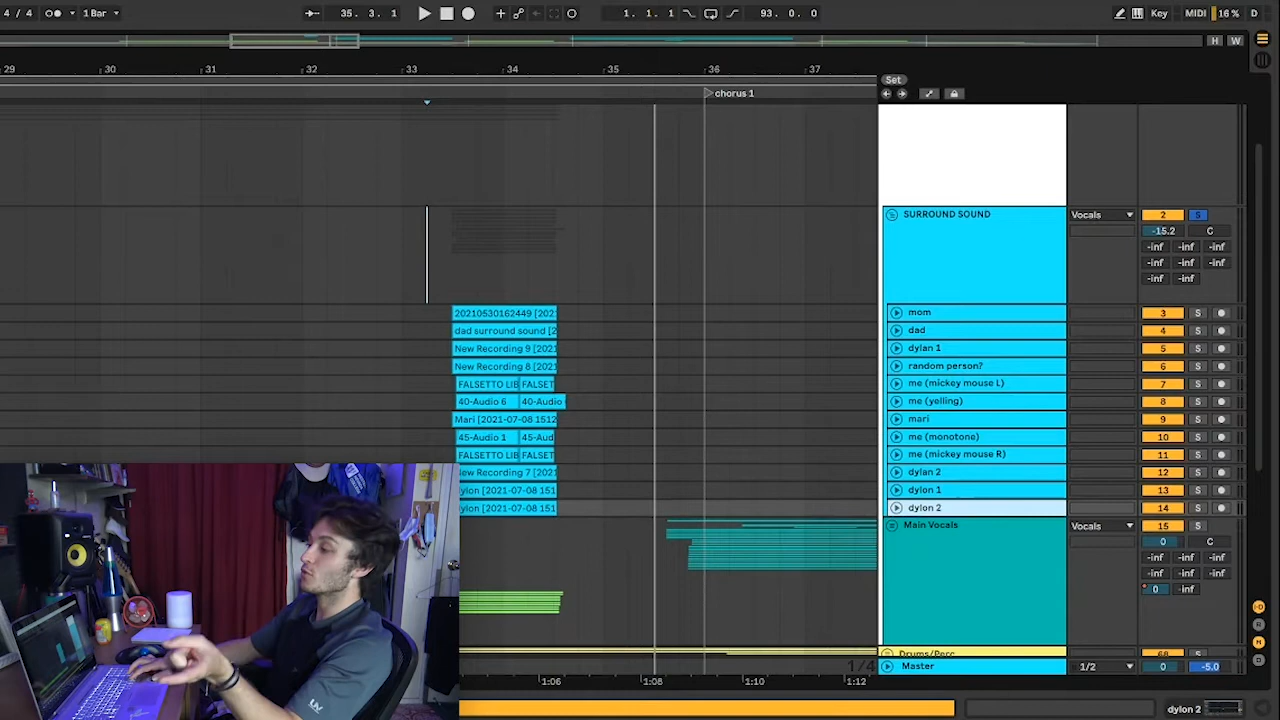 4 / 4
1 Bar
35. 3. 1
1. 1. 1
93. 0. 0
Key
MIDI
16 %
D
H
W
29
30
31
32
33
34
35
36
37
Set
chorus 1
SURROUND SOUND
Vocals
2
S
-15.2
C
-inf
-inf
-inf
-inf
-inf
-inf
-inf
-inf
20210530162449 [202
mom
3
S
dad surround sound [2
dad
4
S
New Recording 9 [202
dylan 1
5
S
New Recording 8 [202
random person?
6
S
FALSETTO LIB
FALSET
me (mickey mouse L)
7
S
40-Audio 6
40-Audio
me (yelling)
8
S
Mari [2021-07-08 1512
mari
9
S
45-Audio 1
45-Aud
me (monotone)
10
S
FALSETTO LIB
FALSET
me (mickey mouse R)
11
S
New Recording 7 [202
dylan 2
12
S
ylon [2021-07-08 151
dylon 1
13
S
ylon [2021-07-08 151
dylon 2
14
S
Main Vocals
Vocals
15
S
0
C
-inf
-inf
-inf
-inf
-inf
-inf
0
-inf
Drums/Perc
68
S
1/4
Master
1/2
0
-5.0
1:06
1:08
1:10
1:12
dylon 2